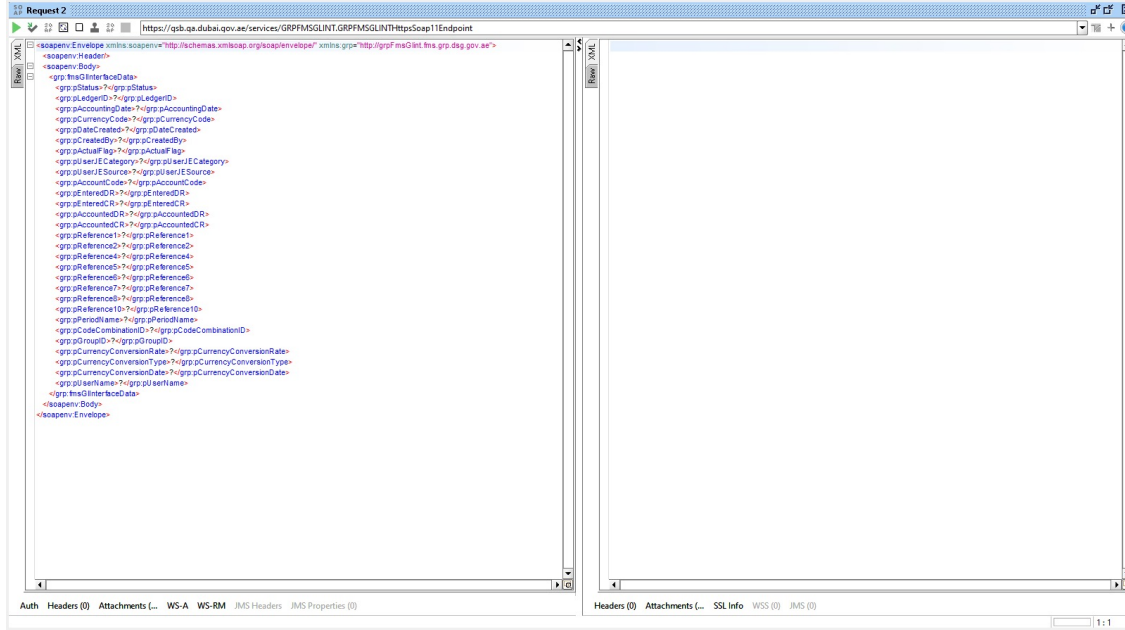 SO AP Request 2
https://qsb.qa.dubai.gov.ae/services/GRPFMSGLINT.GRPFMSGLINTHttpsSoap11Endpoint
XML
Raw
<soapenv:Envelope xmlns:soapenv="http://schemas.xmlsoap.org/soap/envelope/" xmlns:grp="http://grpFmsGlint.fms.grp.dsg.gov.ae">
<soapenv:Header/>
<soapenv:Body>
<grp:fmsGlInterfaceData>
<grp:pStatus>?</grp:pStatus>
<grp:pLedgerID>?</grp:pLedgerID>
<grp:pAccountingDate>?</grp:pAccountingDate>
<grp:pCurrencyCode>?</grp:pCurrencyCode>
<grp:pDateCreated>?</grp:pDateCreated>
<grp:pCreatedBy>?</grp:pCreatedBy>
<grp:pActualFlag>?</grp:pActualFlag>
<grp:pUserJECategory>?</grp:pUserJECategory>
<grp:pUserJESource>?</grp:pUserJESource>
<grp:pAccountCode>?</grp:pAccountCode>
<grp:pEnteredDR>?</grp:pEnteredDR>
<grp:pEnteredCR>?</grp:pEnteredCR>
<grp:pAccountedDR>?</grp:pAccountedDR>
<grp:pAccountedCR>?</grp:pAccountedCR>
<grp:pReference1>?</grp:pReference1>
<grp:pReference2>?</grp:pReference2>
<grp:pReference4>?</grp:pReference4>
<grp:pReference5>?</grp:pReference5>
<grp:pReference6>?</grp:pReference6>
<grp:pReference7>?</grp:pReference7>
<grp:pReference8>?</grp:pReference8>
<grp:pReference10>?</grp:pReference10>
<grp:pPeriodName>?</grp:pPeriodName>
<grp:pCodeCombinationID>?</grp:pCodeCombinationID>
<grp:pGroupID>?</grp:pGroupID>
<grp:pCurrencyConversionRate>?</grp:pCurrencyConversionRate>
<grp:pCurrencyConversionType>?</grp:pCurrencyConversionType>
<grp:pCurrencyConversionDate>?</grp:pCurrencyConversionDate>
<grp:pUserName>?</grp:pUserName>
</grp:fmsGlInterfaceData>
</soapenv:Body>
</soapenv:Envelope>
XML
Raw
Auth Headers (0) Attachments (... WS-A WS-RM JMS Headers JMS Properties (0)
Headers (0) Attachments (... SSL Info WSS (0) JMS (0)
1 : 1